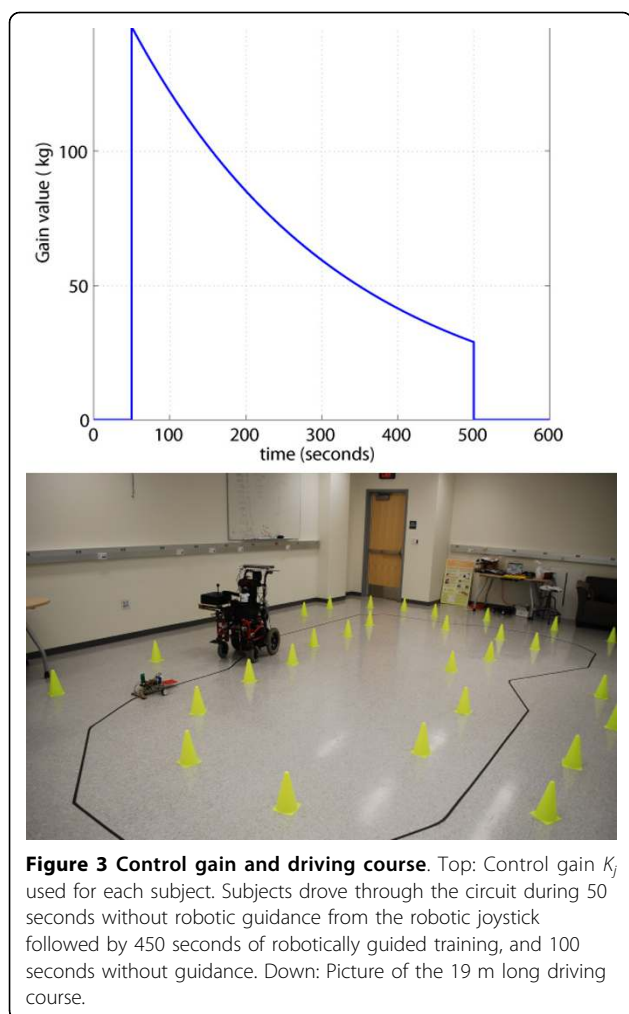 Gain value ( kg)
100
50
0
0 100 200 300 400 500 600
time (seconds)
Figure 3 Control gain and driving course. Top: Control gain Kj
used for each subject. Subjects drove through the circuit during 50
seconds without robotic guidance from the robotic joystick
followed by 450 seconds of robotically guided training, and 100
seconds without guidance. Down: Picture of the 19 m long driving
course.